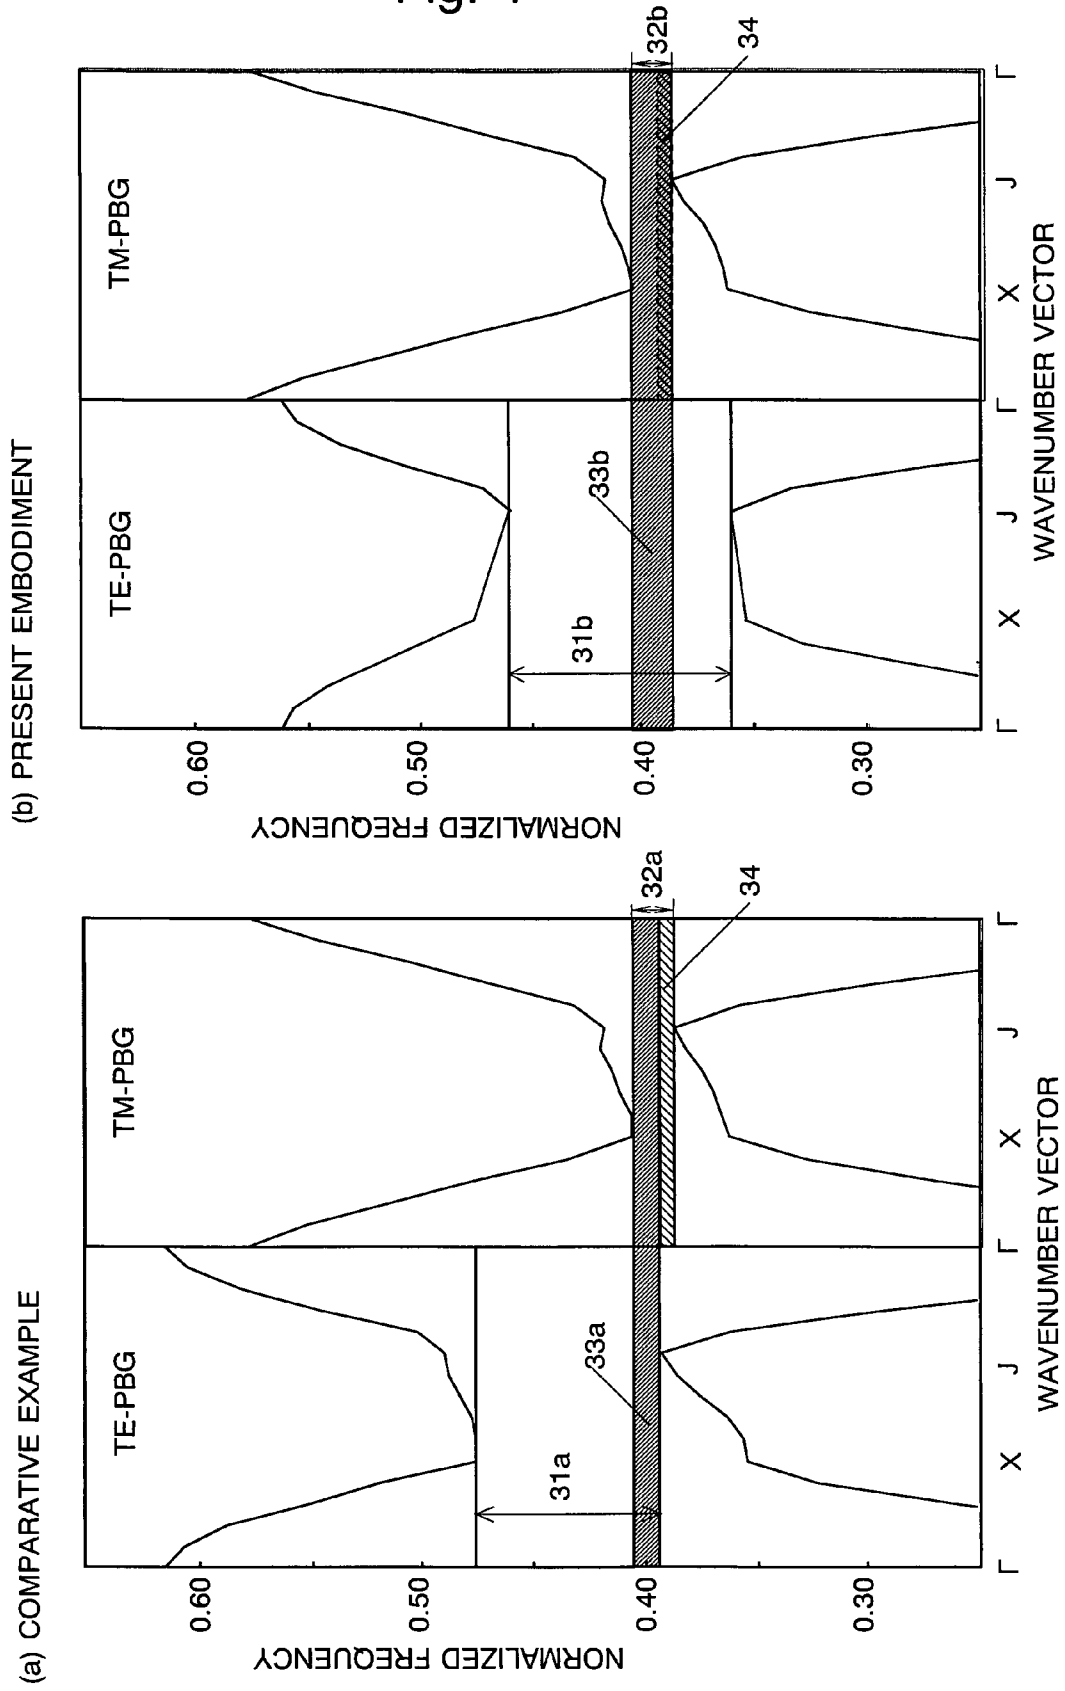 (a) COMPARATIVE EXAMPLE
TE-PBG
TM-PBG
NORMALIZED FREQUENCY
0.60
0.50
0.40
0.30
31a
33a
32a
34
Γ X J Γ X J Γ
WAVENUMBER VECTOR
(b) PRESENT EMBODIMENT
TE-PBG
TM-PBG
NORMALIZED FREQUENCY
0.60
0.50
0.40
0.30
31b
33b
32b
34
Γ X J Γ X J Γ
WAVENUMBER VECTOR